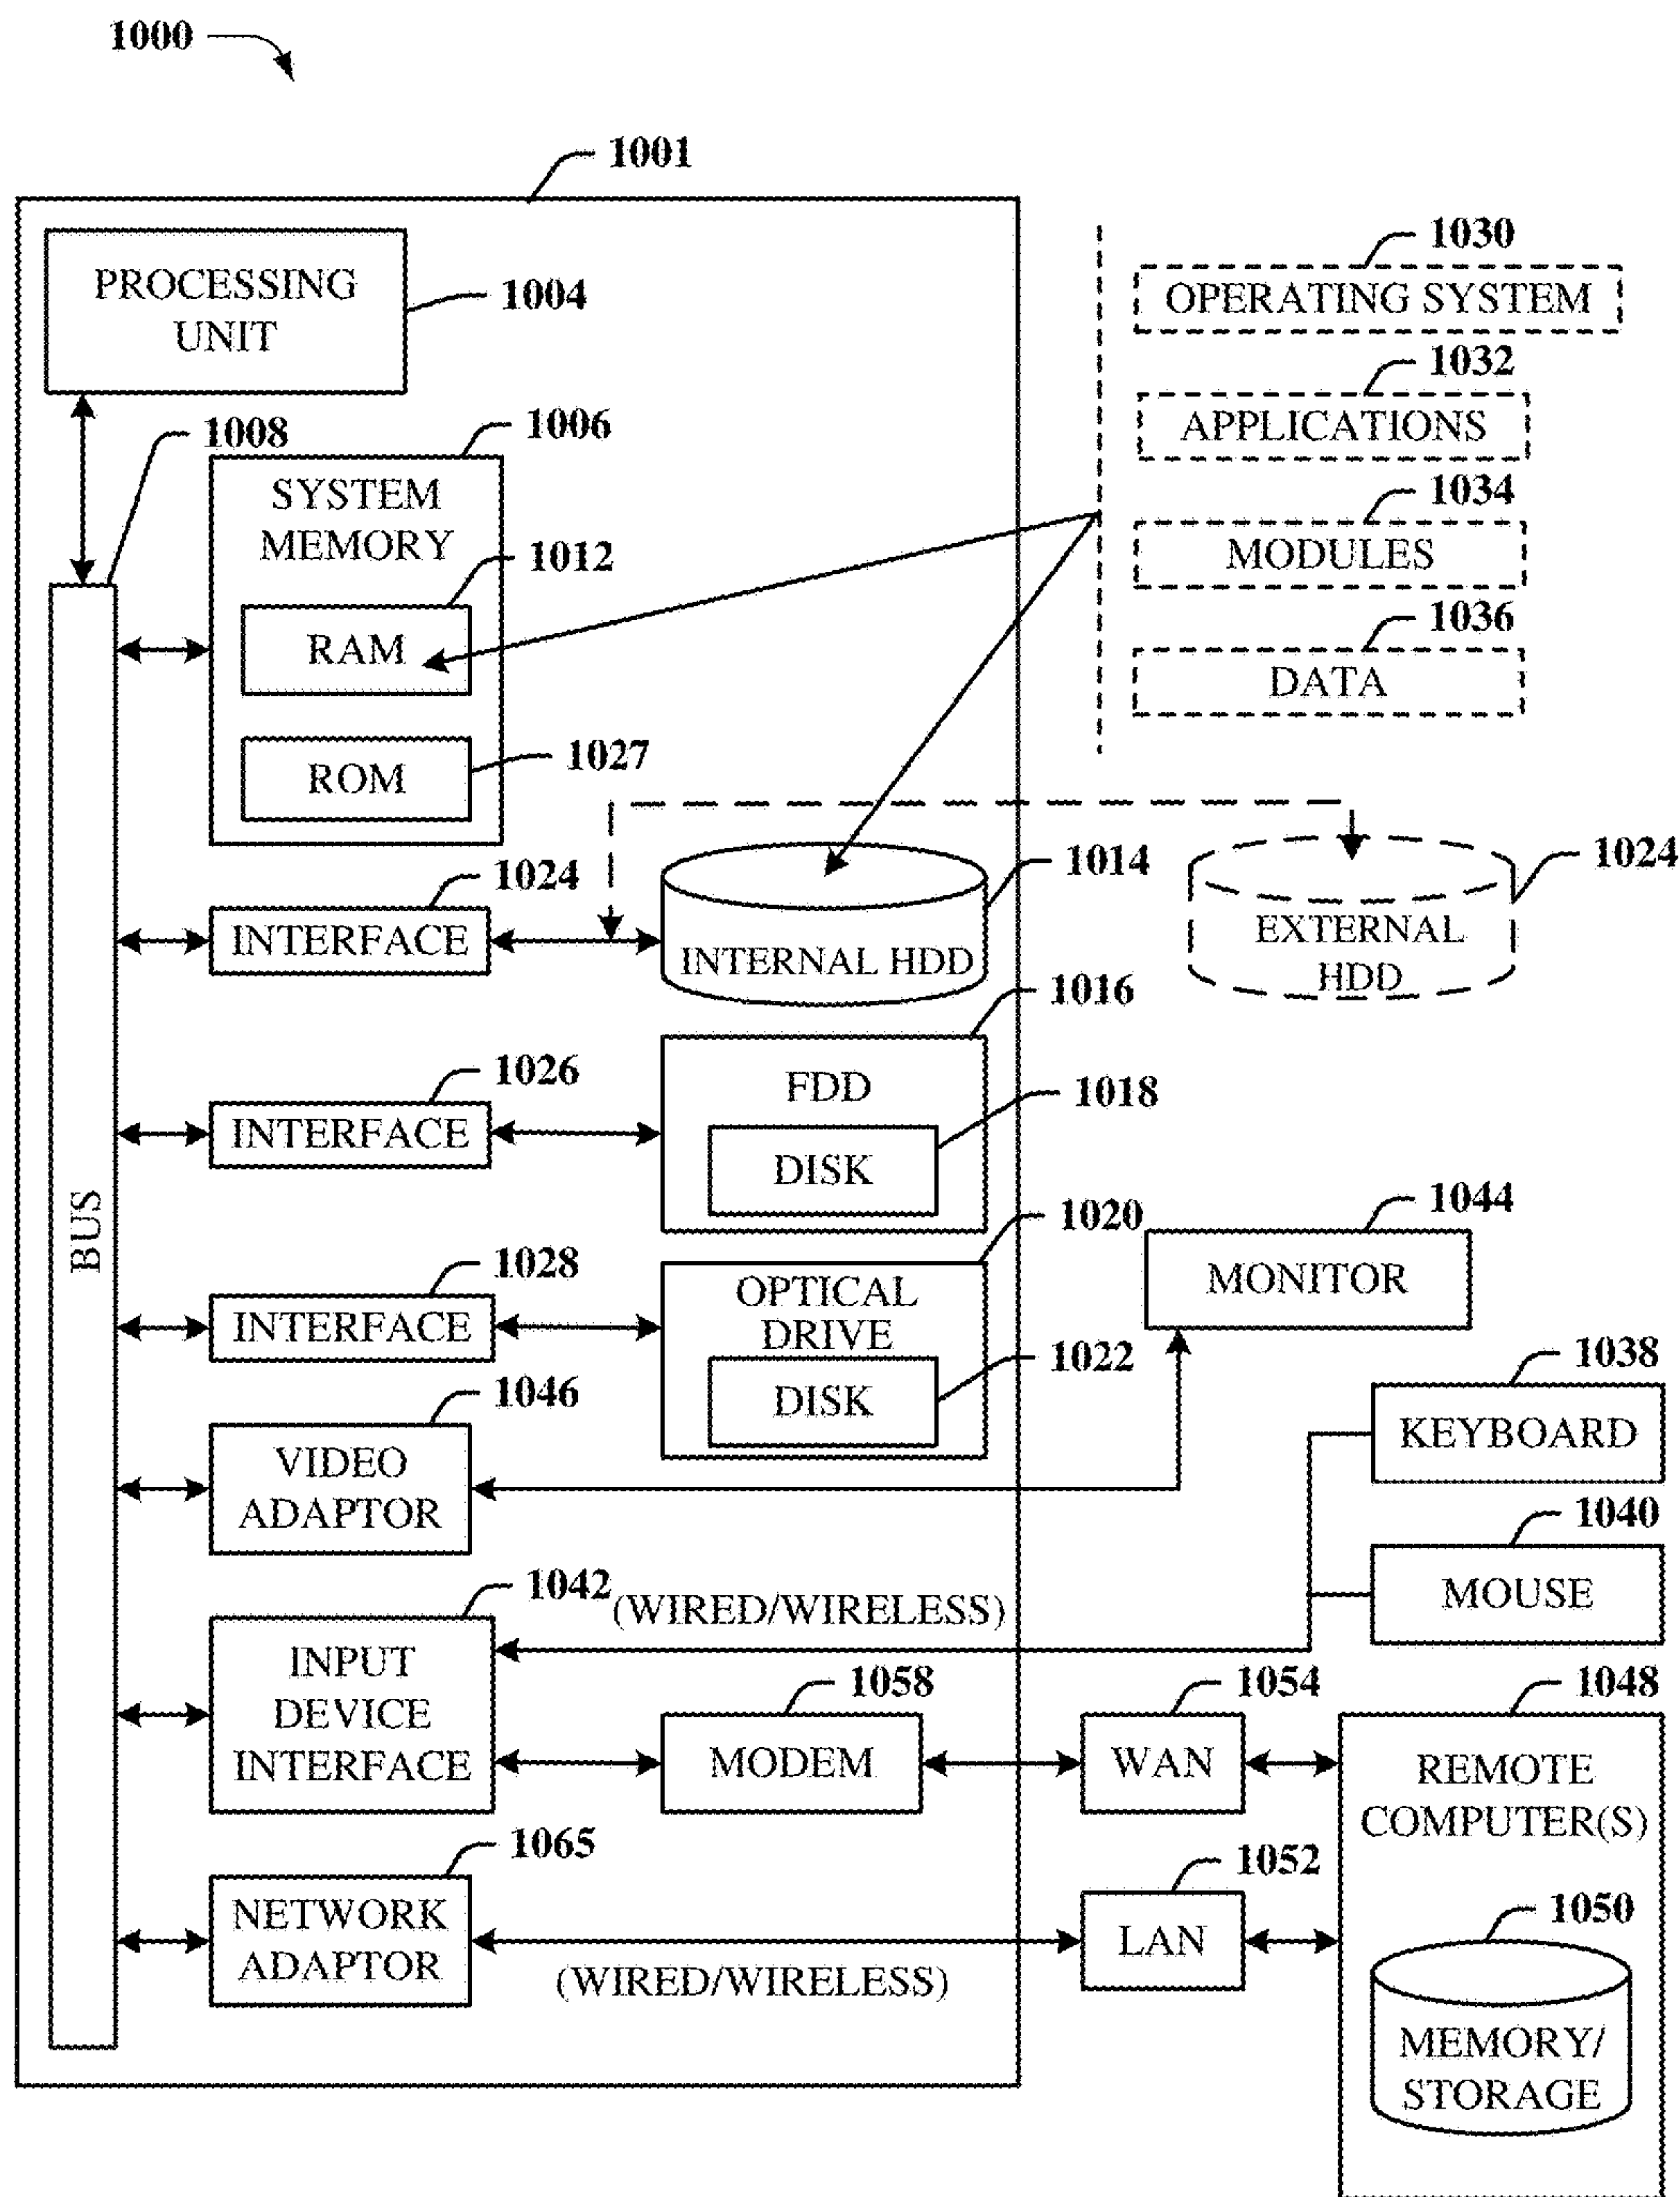 1000
1001
PROCESSING
UNIT
1004
1030
OPERATING SYSTEM
1032
APPLICATIONS
1034
MODULES
1036
DATA
1008
1006
SYSTEM
MEMORY
1012
RAM
1027
ROM
BUS
1024
INTERFACE
1014
INTERNAL HDD
1024
EXTERNAL
HDD
1026
INTERFACE
1016
FDD
1018
DISK
1028
INTERFACE
1020
OPTICAL
DRIVE
1022
DISK
1044
MONITOR
1046
VIDEO
ADAPTOR
1038
KEYBOARD
1040
MOUSE
1042
(WIRED/WIRELESS)
INPUT
DEVICE
INTERFACE
1058
MODEM
1054
WAN
1048
REMOTE
COMPUTER(S)
1065
NETWORK
ADAPTOR
(WIRED/WIRELESS)
1052
LAN
1050
MEMORY/
STORAGE